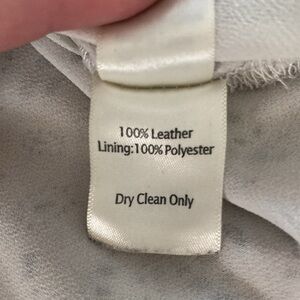 100% Leather
Lining:100% Polyester
Dry Clean Only